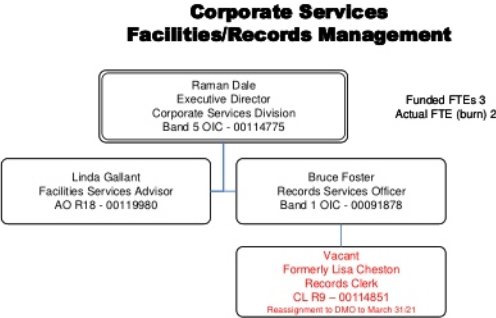 Corporate Services
Facilities/Records Management
Raman Dale
Executive Director
Corporate Services Division
Band 5 OIC - 00114775
Funded FTEs 3
Actual FTE (burn) 2
Linda Gallant
Facilities Services Advisor
AO R18 - 00119980
Bruce Foster
Records Services Officer
Band 1 OIC - 00091878
Vacant
Formerly Lisa Cheston
Records Clerk
CL R9 – 00114851
Reassignment to DMO to March 31/21